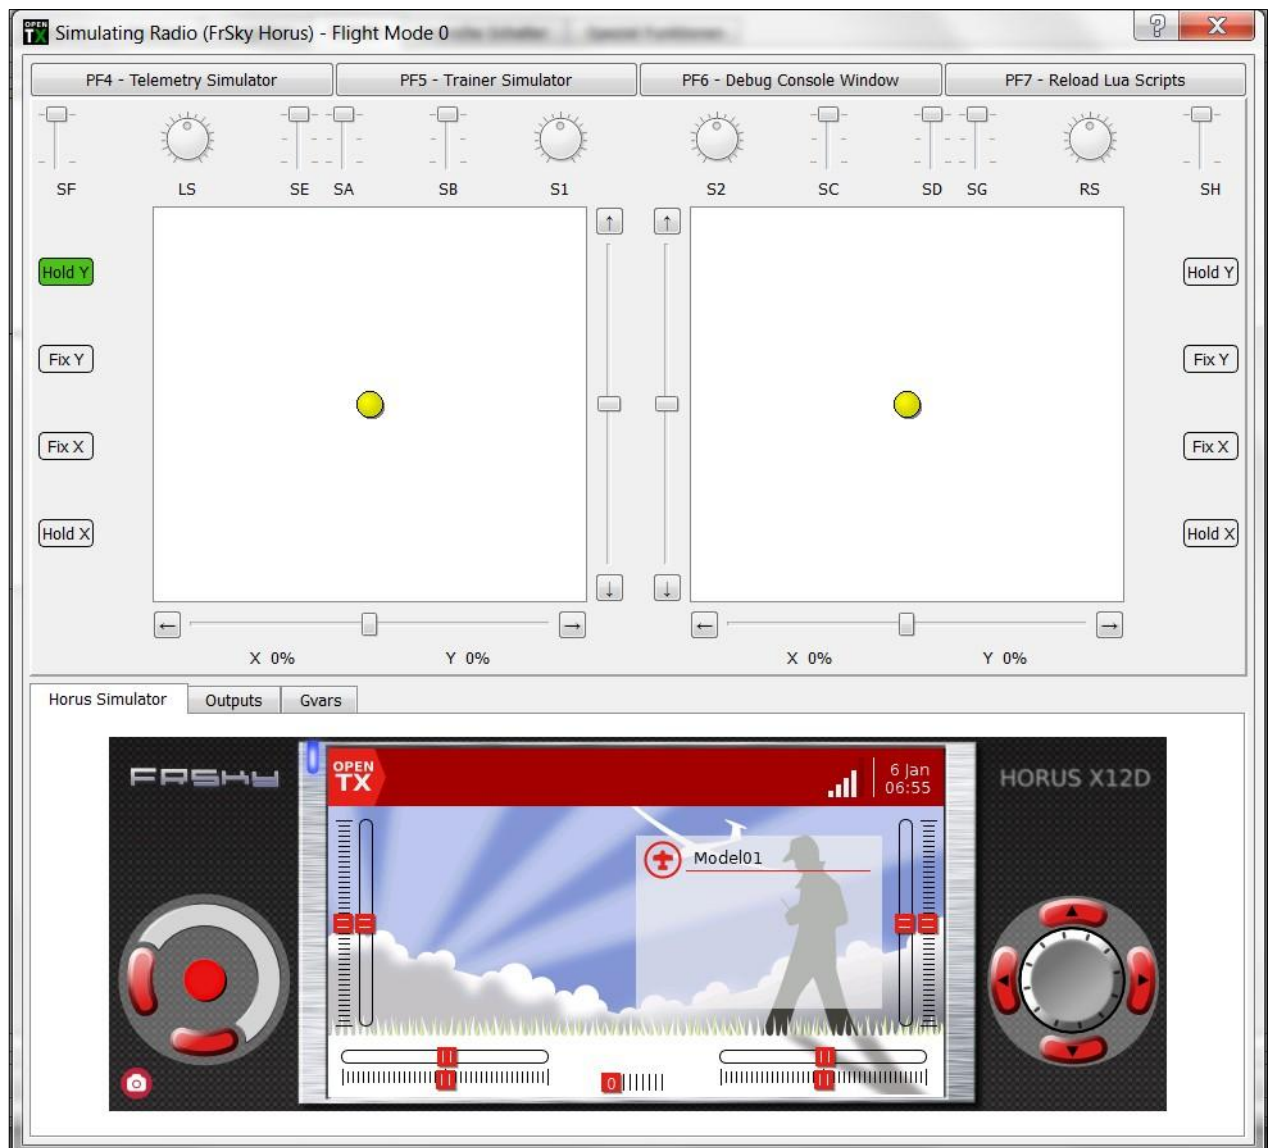 OPEN TX Simulating Radio (FrSky Horus) - Flight Mode 0
PF4 - Telemetry Simulator PF5 - Trainer Simulator PF6 - Debug Console Window PF7 - Reload Lua Scripts
SF LS SE SA SB S1 S2 SC SD SG RS SH
Hold Y Hold Y
Fix Y Fix Y
Fix X Fix X
Hold X Hold X
X 0% Y 0% X 0% Y 0%
Horus Simulator Outputs Gvars
FRSKY
OPEN
TX
6 Jan
06:55
HORUS X12D
Model01
0